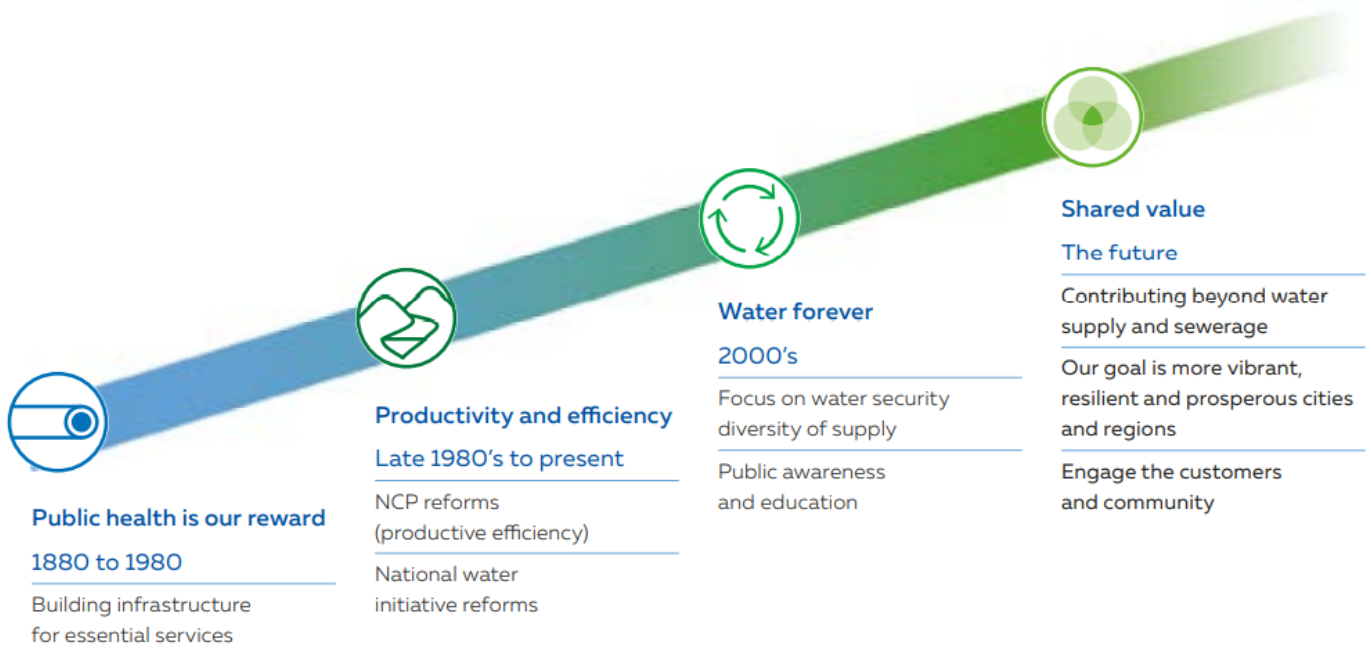 Public health is our reward
1880 to 1980
Building infrastructure
for essential services
Productivity and efficiency
Late 1980's to present
NCP reforms
(productive efficiency)
National water
initiative reforms
Water forever
2000's
Focus on water security
diversity of supply
Public awareness
and education
Shared value
The future
Contributing beyond water
supply and sewerage
Our goal is more vibrant,
resilient and prosperous cities
and regions
Engage the customers
and community